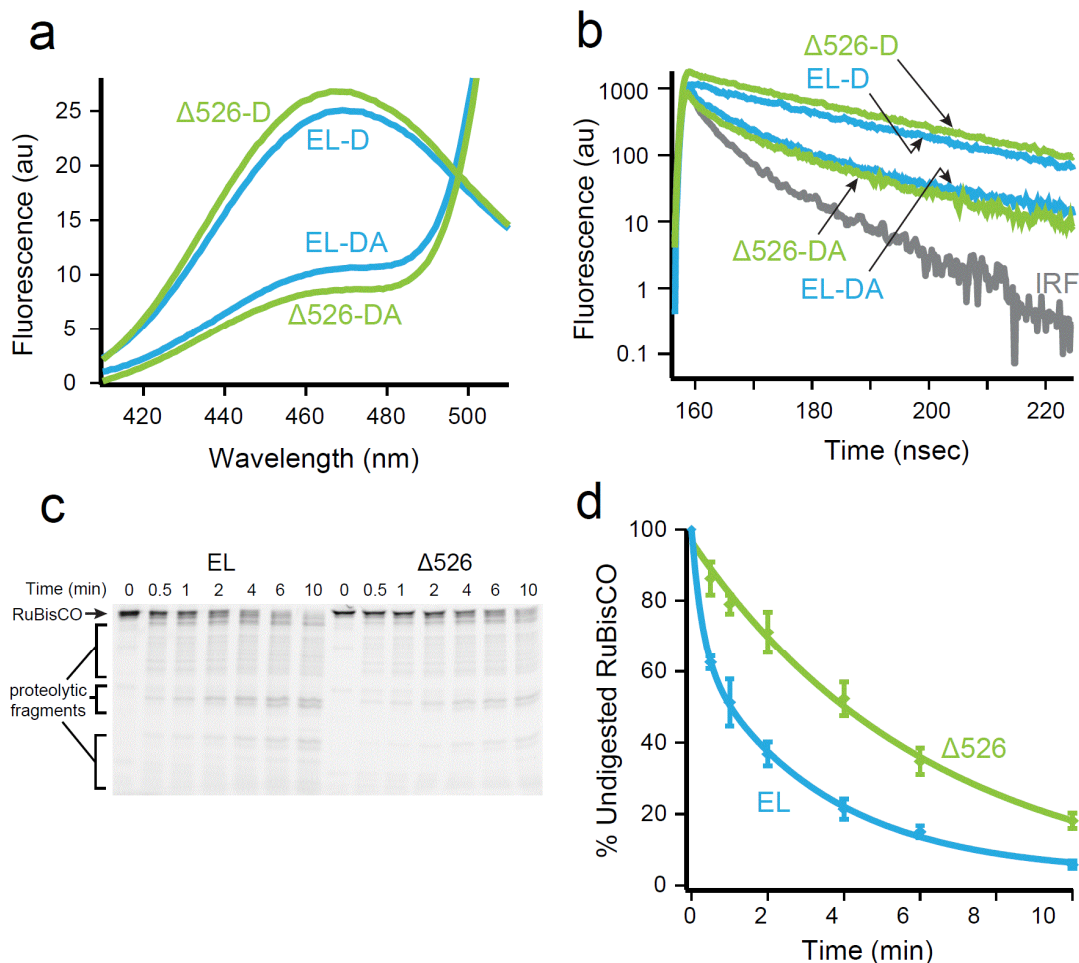 a
Fluorescence (au)
25
20
15
10
5
0
Δ526-D
EL-D
EL-DA
Δ526-DA
420 440 460 480 500
Wavelength (nm)
b
Fluorescence (au)
1000
100
10
1
0.1
Δ526-D
EL-D
Δ526-DA
EL-DA
IRF
160 180 200 220
Time (nsec)
c
EL Δ526
Time (min) 0 0.5 1 2 4 6 10 0 0.5 1 2 4 6 10
RuBisCO
proteolytic
fragments
d
% Undigested RuBisCO
100
80
60
40
20
0
Δ526
EL
0 2 4 6 8 10
Time (min)